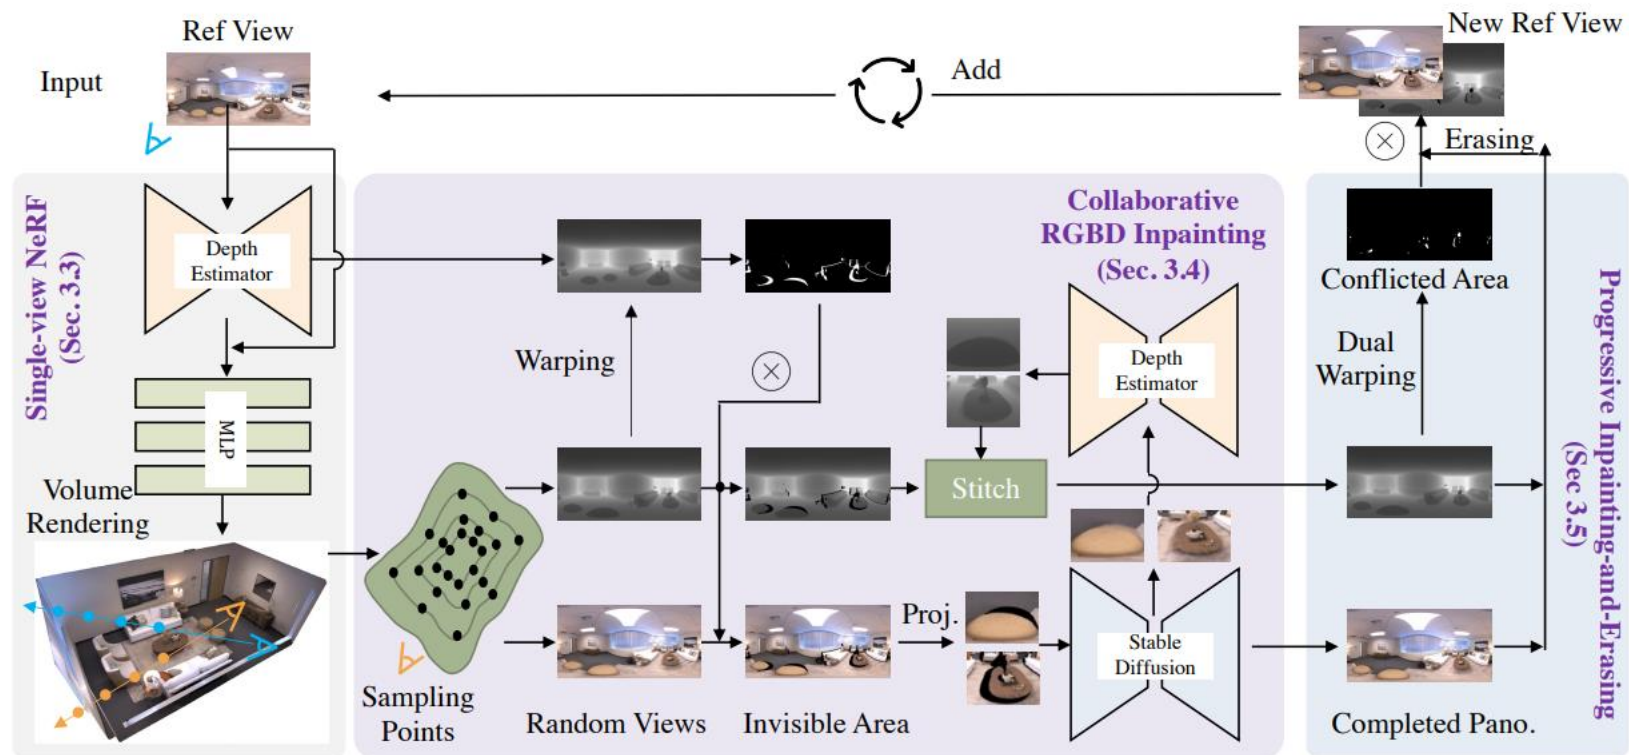 Ref View
New Ref View
Input
Add
Erasing
Single-view NeRF
(Sec. 3.3)
Depth
Estimator
MLP
Volume
Rendering
Collaborative
RGBD Inpainting
(Sec. 3.4)
Warping
Depth
Estimator
Stitch
Proj.
Stable
Diffusion
Sampling
Points
Random Views
Invisible Area
Conflicted Area
Dual
Warping
Completed Pano.
Progressive Inpainting-and-Erasing
(Sec 3.5)